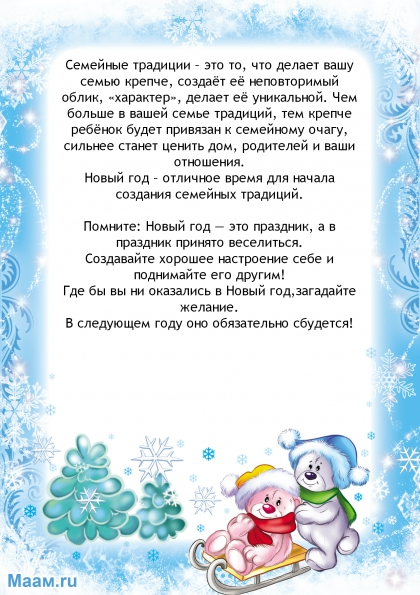 Семейные традиции – это то, что делает вашу
семью крепче, создаёт её неповторимый
облик, «характер», делает её уникальной. Чем
больше в вашей семье традиций, тем крепче
ребёнок будет привязан к семейному очагу,
сильнее станет ценить дом, родителей и ваши
отношения.
Новый год – отличное время для начала
создания семейных традиций.
Помните: Новый год — это праздник, а в
праздник принято веселиться.
Создавайте хорошее настроение себе и
поднимайте его другим!
Где бы вы ни оказались в Новый год,загадайте
желание.
В следующем году оно обязательно сбудется!
Maam.ru